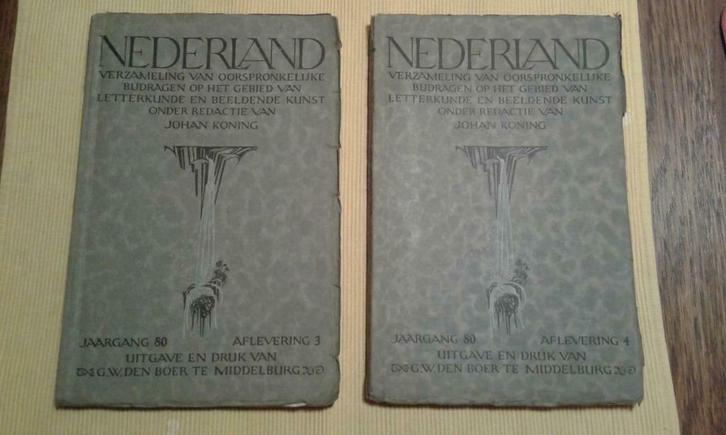 NEDERLAND
VERZAMELING VAN OORSPRONKELIJKE
BIJDRAGEN OP HET GEBIED VAN
LETTERKUNDE EN BEELDENDE KUNST
ONDER REDACTIE VAN
JOHAN KONING
JAARGANG 80 AFLEVERING 3
UITGAVE EN DRUK VAN
G.W. DEN BOER TE MIDDELBURG
NEDERLAND
VERZAMELING VAN OORSPRONKELIJKE
BIJDRAGEN OP HET GEBIED VAN
LETTERKUNDE EN BEELDENDE KUNST
ONDER REDACTIE VAN
JOHAN KONING
JAARGANG 80 AFLEVERING 4
UITGAVE EN DRUK VAN
G.W. DEN BOER TE MIDDELBURG